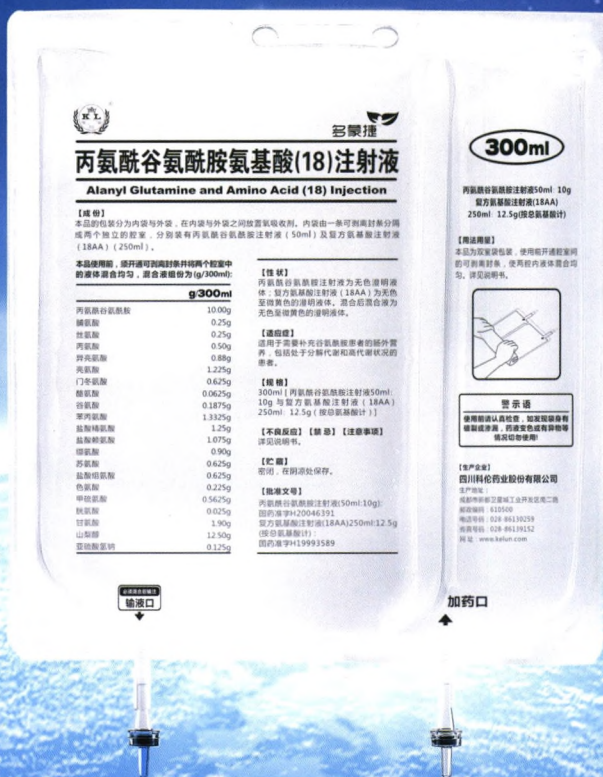 KL
多蒙捷
丙氨酰谷氨酰胺氨基酸(18)注射液
Alanyl Glutamine and Amino Acid (18) Injection
【成份】
本品的包装分为内袋与外袋，在内袋与外袋之间放置氧吸收剂。内袋由一条可剥离封条分隔
成两个独立的腔室，分别装有丙氨酰谷氨酰胺注射液（50ml）及复方氨基酸注射液
（18AA）（250ml）。
本品使用前，须开通可剥离封条并将两个腔室中
的液体混合均匀，混合液组份为(g/300ml):
g/300ml
丙氨酰谷氨酰胺 10.00g
脯氨酸 0.25g
丝氨酸 0.25g
丙氨酸 0.50g
异亮氨酸 0.88g
亮氨酸 1.225g
门冬氨酸 0.625g
酪氨酸 0.0625g
谷氨酸 0.1875g
苯丙氨酸 1.3325g
盐酸精氨酸 1.25g
盐酸赖氨酸 1.075g
缬氨酸 0.90g
苏氨酸 0.625g
盐酸组氨酸 0.625g
色氨酸 0.225g
甲硫氨酸 0.5625g
胱氨酸 0.025g
甘氨酸 1.90g
山梨醇 12.50g
亚硫酸氢钠 0.125g
【性状】
丙氨酰谷氨酰胺注射液为无色澄明液
体；复方氨基酸注射液（18AA）为无色
至微黄色的澄明液体。混合后混合液为
无色至微黄色的澄明液体。
【适应症】
适用于需要补充谷氨酰胺患者的肠外营
养，包括处于分解代谢和高代谢状况的
患者。
【规格】
300ml [ 丙氨酰谷氨酰胺注射液50ml:
10g 与复方氨基酸注射液（18AA）
250ml：12.5g（按总氨基酸计）]
【不良反应】【禁忌】【注意事项】
详见说明书。
【贮藏】
密闭，在阴凉处保存。
【批准文号】
丙氨酰谷氨酰胺注射液(50ml:10g):
国药准字H20046391
复方氨基酸注射液(18AA)250ml:12.5g
(按总氨基酸计):
国药准字H19993589
300ml
丙氨酰谷氨酰胺注射液50ml: 10g
复方氨基酸注射液(18AA)
250ml: 12.5g(按总氨基酸计)
【用法用量】
本品为双室袋包装，使用前开通腔室间
的可剥离封条，使两腔内液体混合均
匀。详见说明书。
警示语
使用前请认真检查，如发现袋身有
破裂或渗漏，药液变色或有异物等
情况切勿使用!
【生产企业】
四川科伦药业股份有限公司
生产地址：
成都市新都卫星城工业开发区南二路
邮政编码：610500
电话号码：028-86130259
传真号码：028-86139152
网 址：www.kelun.com
必须混合后输注
输液口
加药口